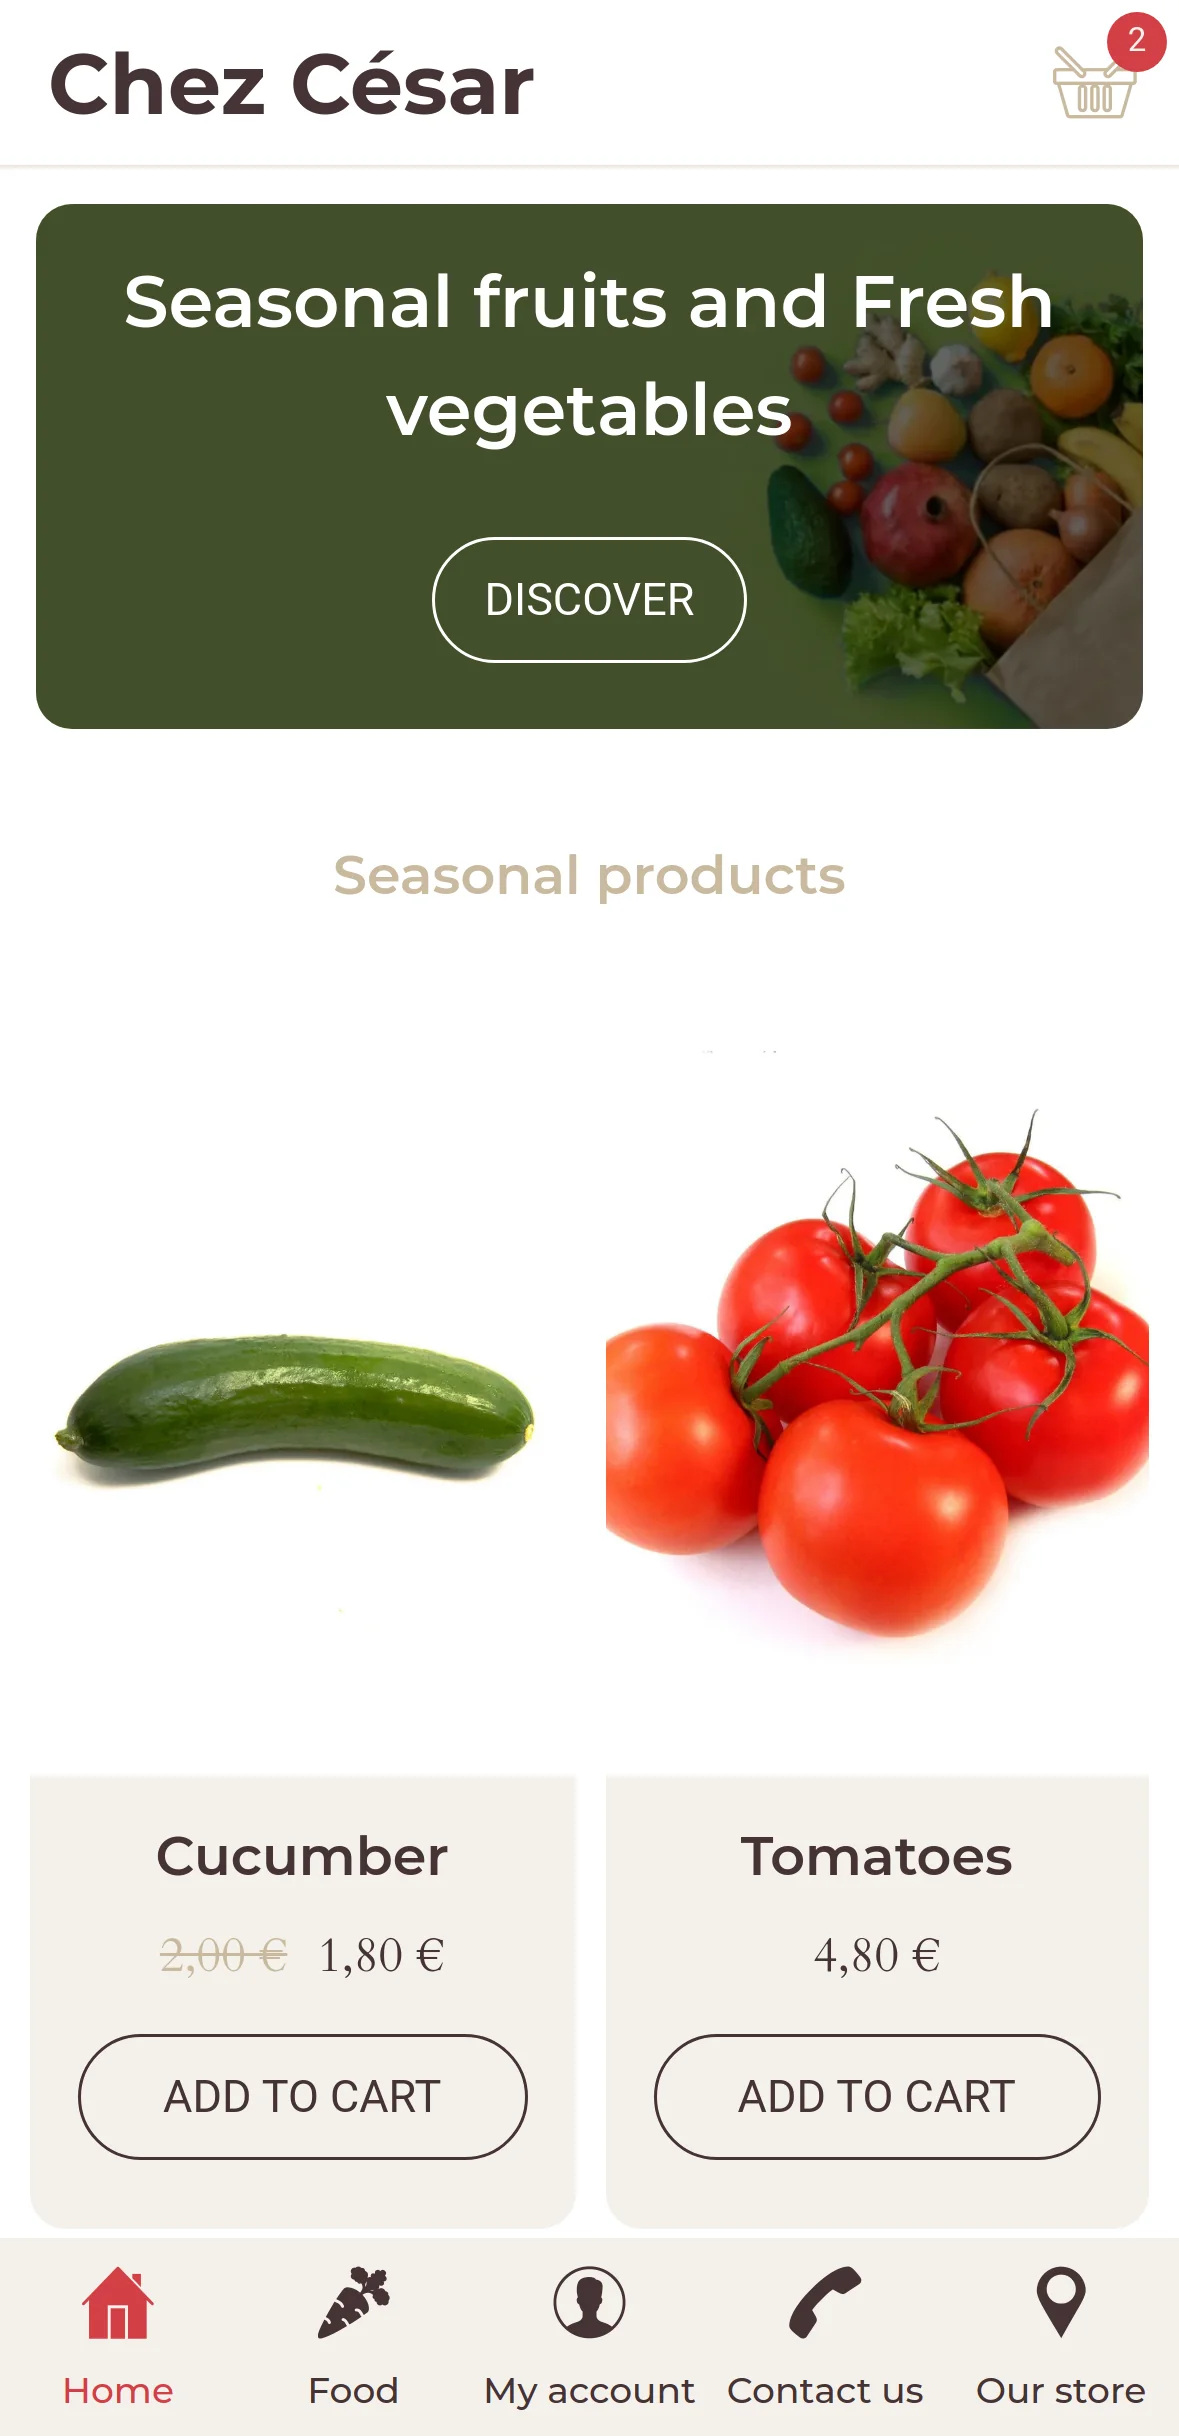 Chez César
2
Seasonal fruits and Fresh
vegetables
DISCOVER
Seasonal products
Cucumber
2,00 € 1,80 €
ADD TO CART
Tomatoes
4,80 €
ADD TO CART
Home
Food
My account
Contact us
Our store